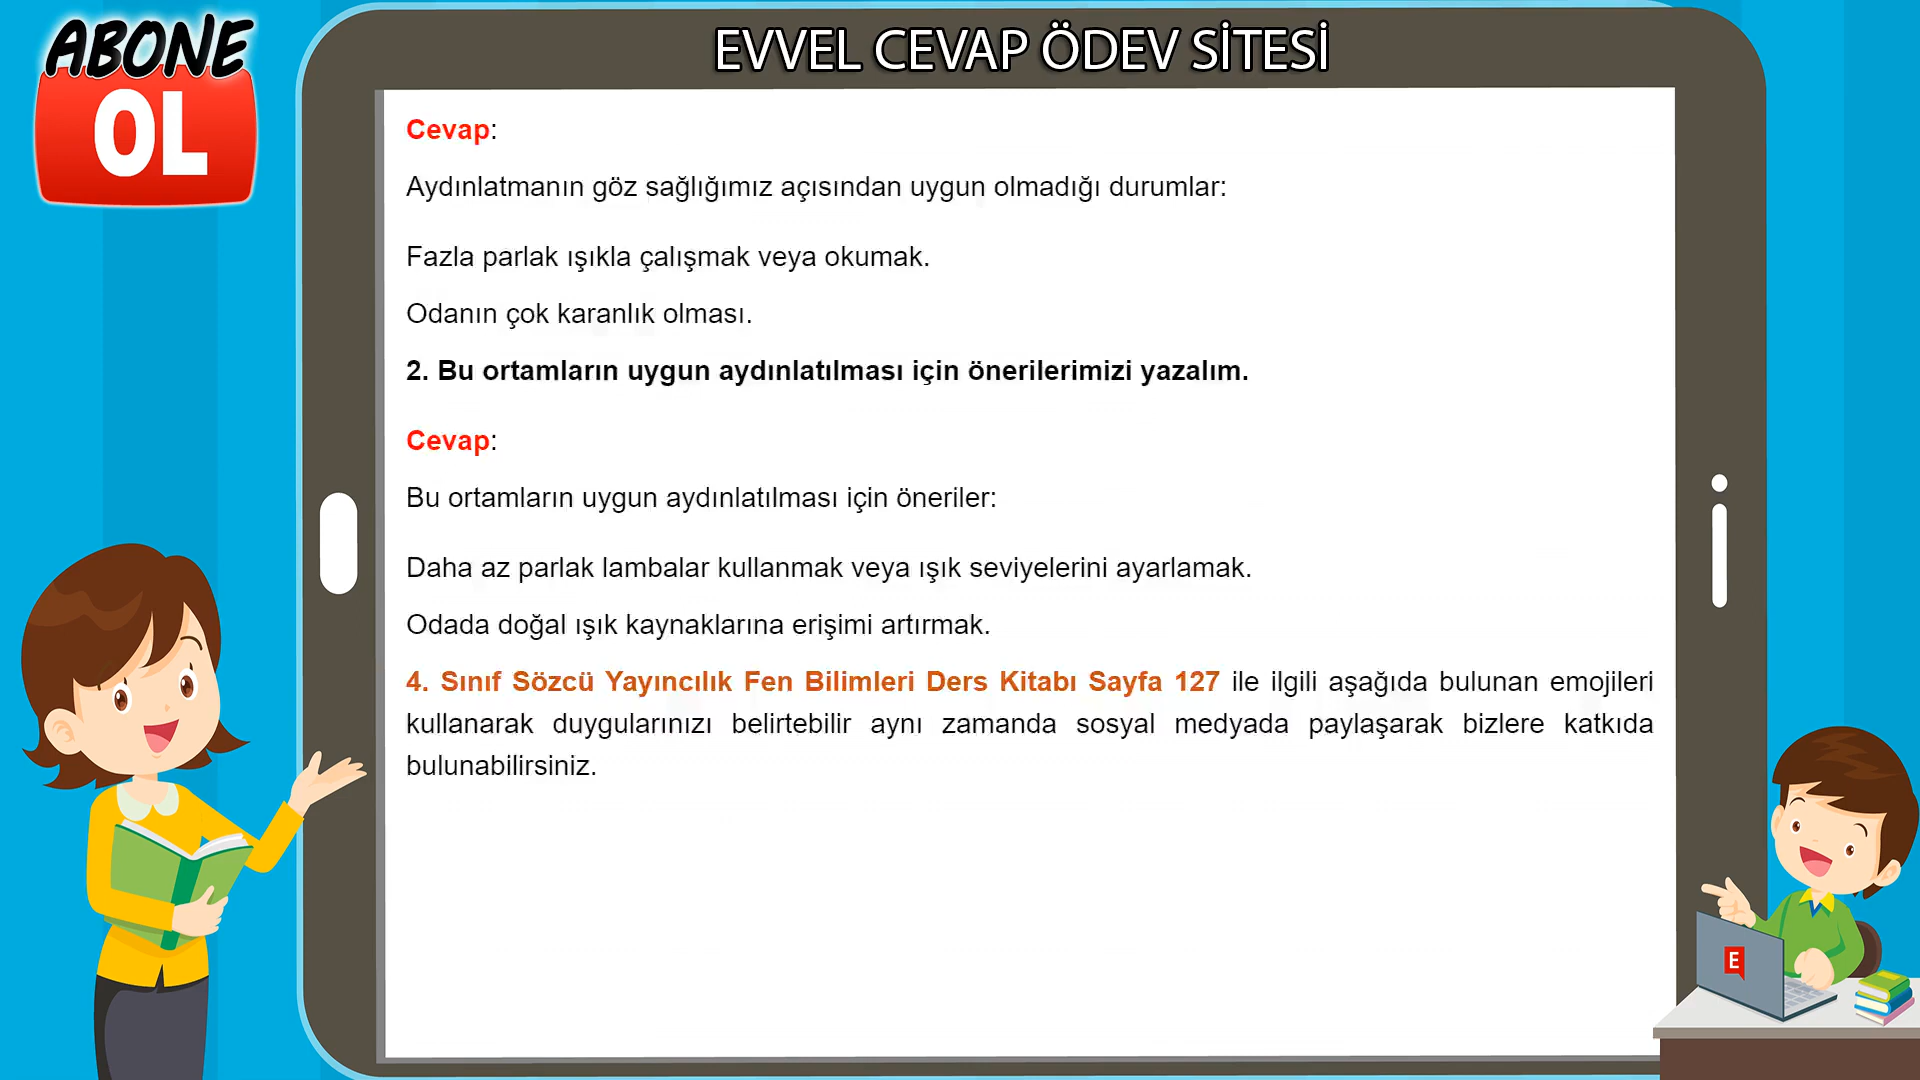 ABONE
OL
EVVEL CEVAP ÖDEV SİTESİ
Cevap:
Aydınlatmanın göz sağlığımız açısından uygun olmadığı durumlar:
Fazla parlak ışıkla çalışmak veya okumak.
Odanın çok karanlık olması.
2. Bu ortamların uygun aydınlatılması için önerilerimizi yazalım.
Cevap:
Bu ortamların uygun aydınlatılması için öneriler:
Daha az parlak lambalar kullanmak veya ışık seviyelerini ayarlamak.
Odada doğal ışık kaynaklarına erişimi artırmak.
4. Sınıf Sözcü Yayıncılık Fen Bilimleri Ders Kitabı Sayfa 127 ile ilgili aşağıda bulunan emojileri
kullanarak duygularınızı belirtebilir aynı zamanda sosyal medyada paylaşarak bizlere katkıda
bulunabilirsiniz.
E